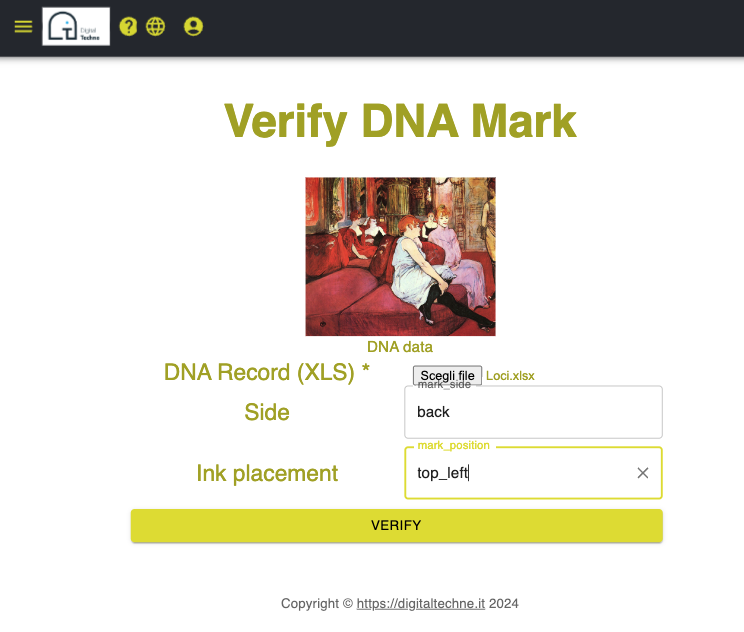 Digital
Techne
Verify DNA Mark
DNA data
DNA Record (XLS) *
Scegli file Loci.xlsx
mark_side
Side
back
mark_position
Ink placement
top_left
VERIFY
Copyright © https://digitaltechne.it 2024